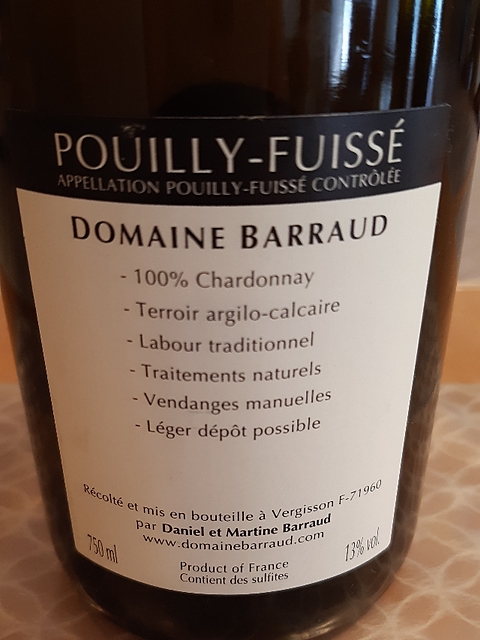 POUILLY-FUISSÉ
APPELLATION POUILLY-FUISSÉ CONTRÔLÉE
DOMAINE BARRAUD
- 100% Chardonnay
- Terroir argilo-calcaire
- Labour traditionnel
- Traitements naturels
- Vendanges manuelles
- Léger dépôt possible
Récolté et mis en bouteille à Vergisson F-71960
par Daniel et Martine Barraud
www.domainebarraud.com
750 ml
13% vol.
Product of France
Contient des sulfites